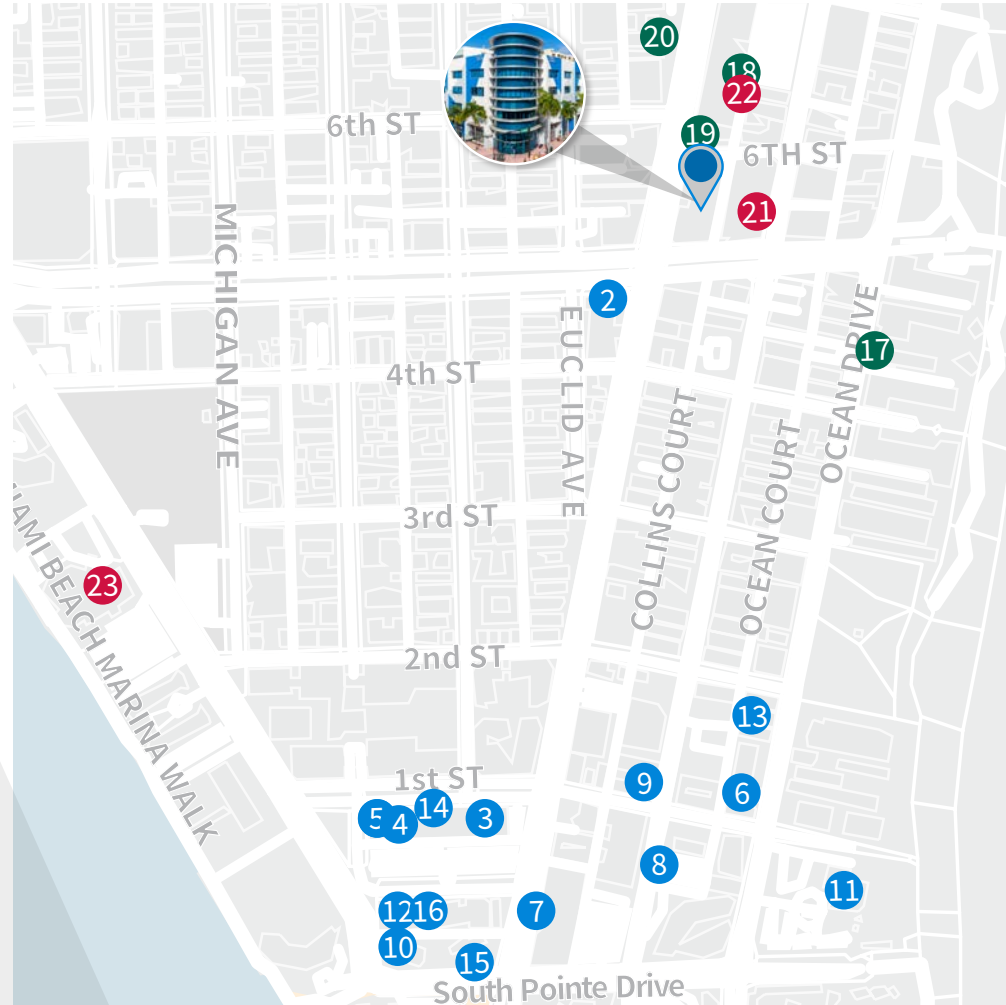 20
18
22
6th ST
19
6TH ST
21
MICHIGAN AVE
2
EUCLID AVE
OCEAN DRIVE
17
4th ST
COLLINS COURT
OCEAN COURT
3rd ST
23
IAMI BEACH MARINA WALK
2nd ST
13
1st ST
9
6
5
4
14
3
8
11
12
16
7
10
15
South Pointe Drive